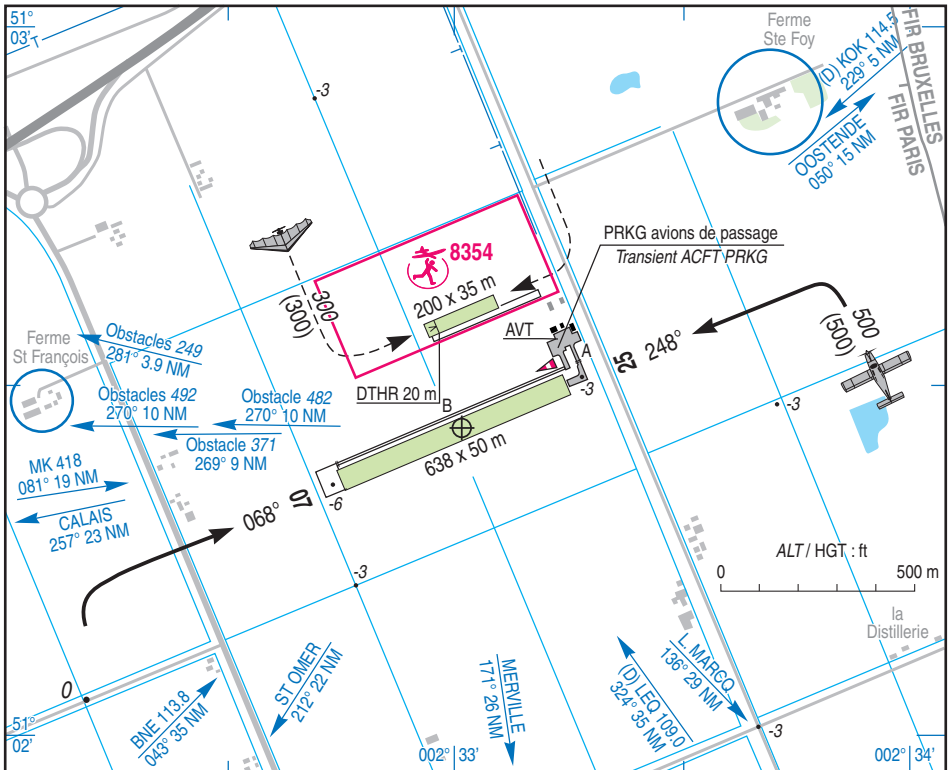 51°
03'
T
-3
Ferme
Ste Foy
(D) KOK 114.5
229° 5 NM
FIR BRUXELLES
T
FIR PARIS
OOSTENDE
050° 15 NM
T
T
PRKG avions de passage
Transient ACFT PRKG
8354
200 x 35 m
300
(300)
AVT
A
25
248°
500
(500)
Ferme
St François
Obstacles 249
281° 3.9 NM
Obstacles 492
270° 10 NM
Obstacle 482
270° 10 NM
Obstacle 371
269° 9 NM
DTHR 20 m
B
-3
-3
638 x 50 m
MK 418
081° 19 NM
CALAIS
257° 23 NM
-6
07
068°
-3
ALT / HGT : ft
0
500 m
la
Distillerie
0
BNE 113.8
043° 35 NM
ST OMER
212° 22 NM
MERVILLE
171° 26 NM
(D) LEQ 109.0
324° 35 NM
L. MARCQ
136° 29 NM
-3
51°
02'
002° 33'
002° 34'